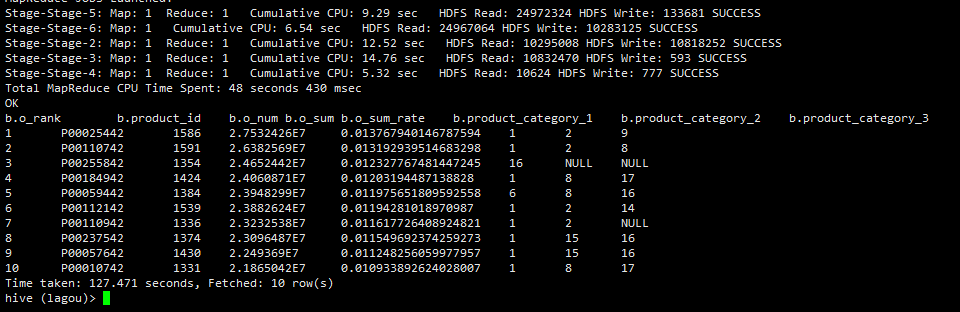 MapReduce Jobs Launched:
Stage-Stage-5: Map: 1  Reduce: 1   Cumulative CPU: 9.29 sec   HDFS Read: 24972324 HDFS Write: 133681 SUCCESS
Stage-Stage-6: Map: 1   Cumulative CPU: 6.54 sec   HDFS Read: 24967064 HDFS Write: 10283125 SUCCESS
Stage-Stage-2: Map: 1  Reduce: 1   Cumulative CPU: 12.52 sec   HDFS Read: 10295008 HDFS Write: 10818252 SUCCESS
Stage-Stage-3: Map: 1  Reduce: 1   Cumulative CPU: 14.76 sec   HDFS Read: 10832470 HDFS Write: 593 SUCCESS
Stage-Stage-4: Map: 1  Reduce: 1   Cumulative CPU: 5.32 sec   HDFS Read: 10624 HDFS Write: 777 SUCCESS
Total MapReduce CPU Time Spent: 48 seconds 430 msec
OK
b.o_rank	b.product_id	b.o_num	b.o_sum	b.o_sum_rate	b.product_category_1	b.product_category_2	b.product_category_3
1	P00025442	1586	2.7532426E7	0.013767940146787594	1	2	9
2	P00110742	1591	2.6382569E7	0.013192939514683298	1	2	8
3	P00255842	1354	2.4652442E7	0.012327767481447245	16	NULL	NULL
4	P00184942	1424	2.4060871E7	0.01203194487138828	1	8	17
5	P00059442	1384	2.3948299E7	0.011975651809592558	6	8	16
6	P00112142	1539	2.3882624E7	0.01194281018970987	1	2	14
7	P00110942	1336	2.3232538E7	0.011617726408924821	1	2	NULL
8	P00237542	1374	2.3096487E7	0.011549692374259273	1	15	16
9	P00057642	1430	2.249369E7	0.011248256059977957	1	15	16
10	P00010742	1331	2.1865042E7	0.010933892624028007	1	8	17
Time taken: 127.471 seconds, Fetched: 10 row(s)
hive (lagou)>